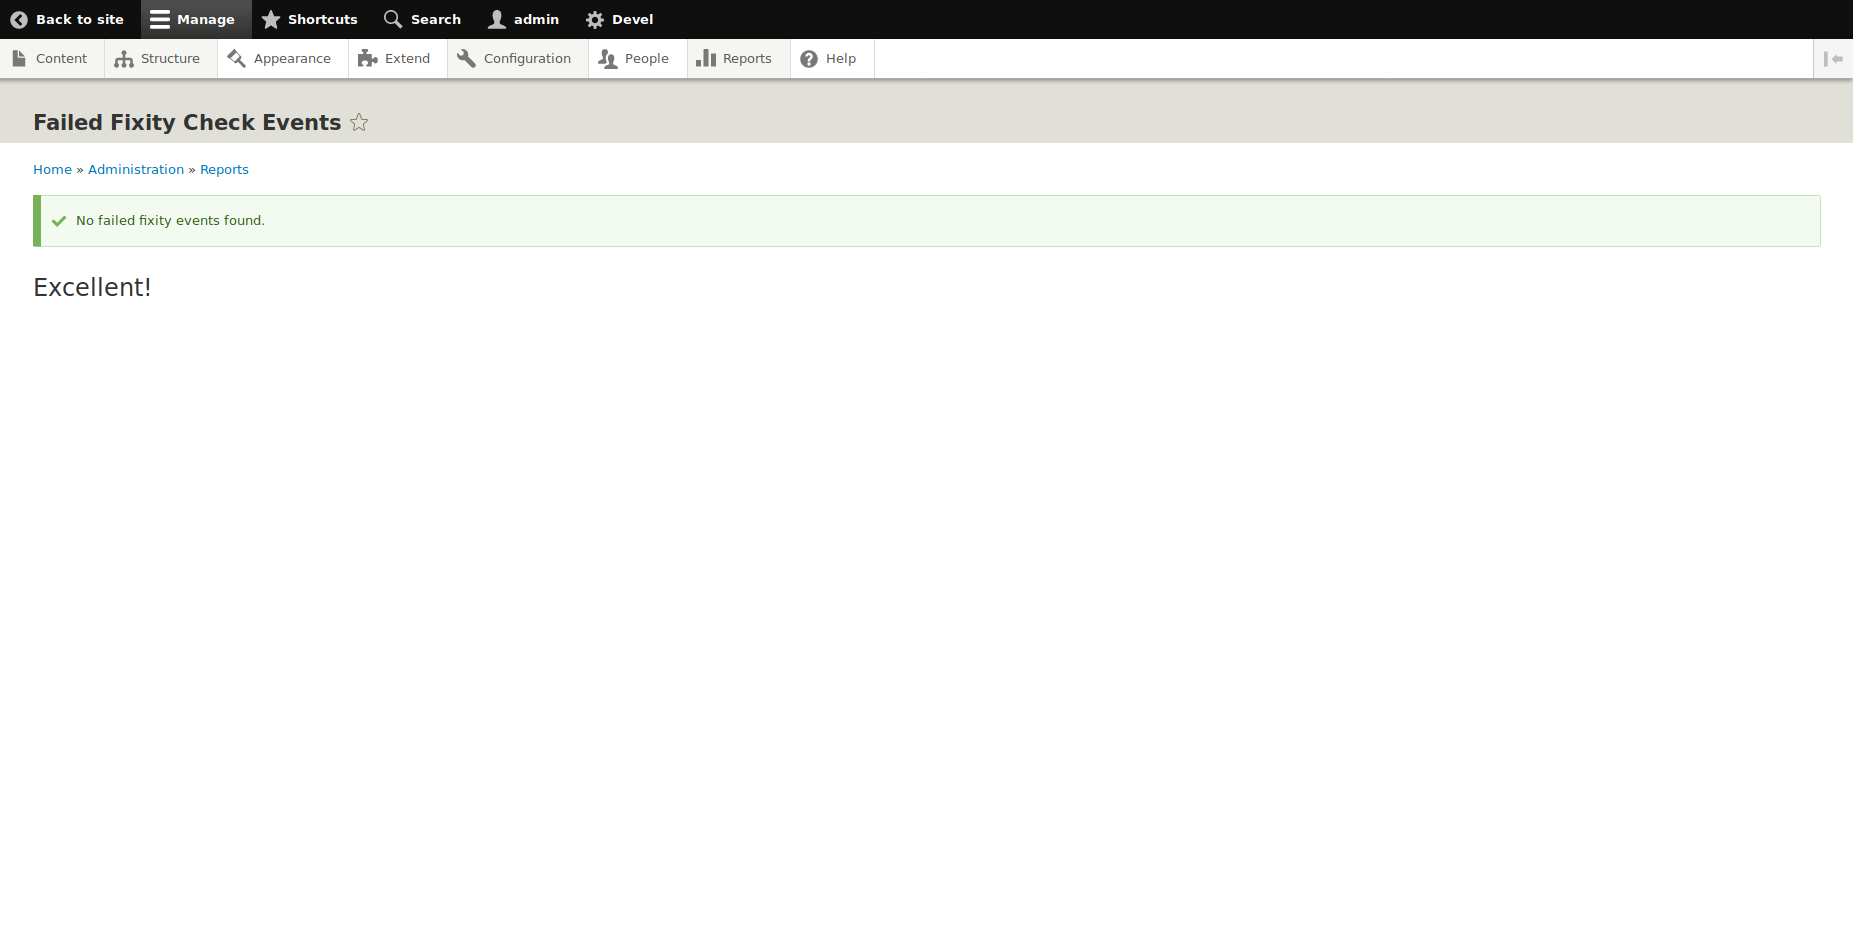 Back to site Manage Shortcuts Search admin Devel
Content Structure Appearance Extend Configuration People Reports Help
Failed Fixity Check Events
Home » Administration » Reports
No failed fixity events found.
Excellent!